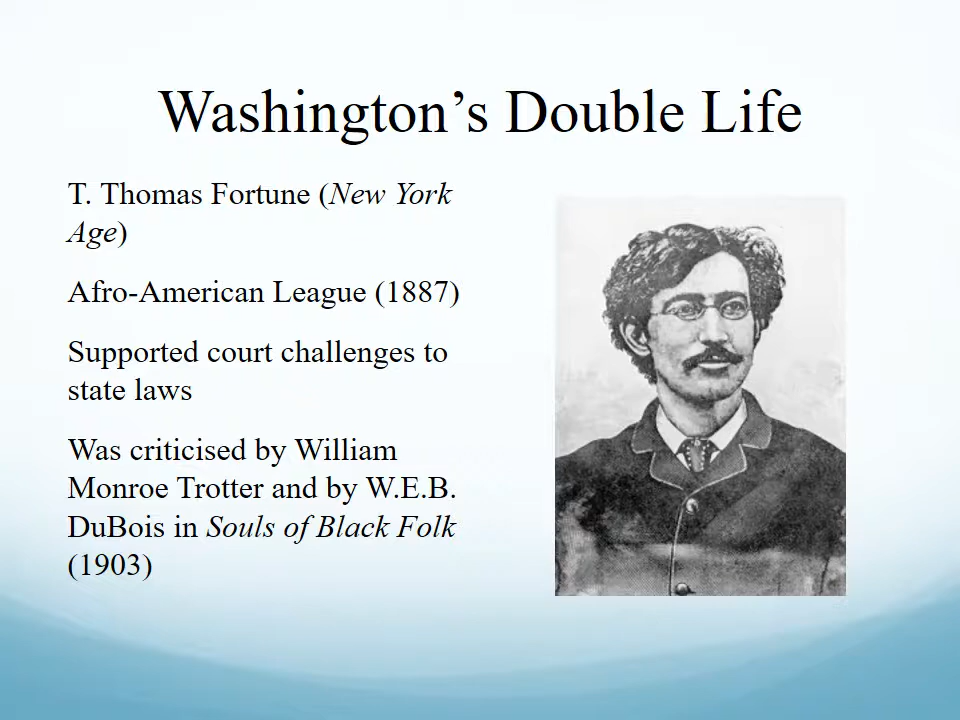 Washington’s Double Life
T. Thomas Fortune (New York
Age)
Afro-American League (1887)
Supported court challenges to
state laws
Was criticised by William
Monroe Trotter and by W.E.B.
DuBois in Souls of Black Folk
(1903)